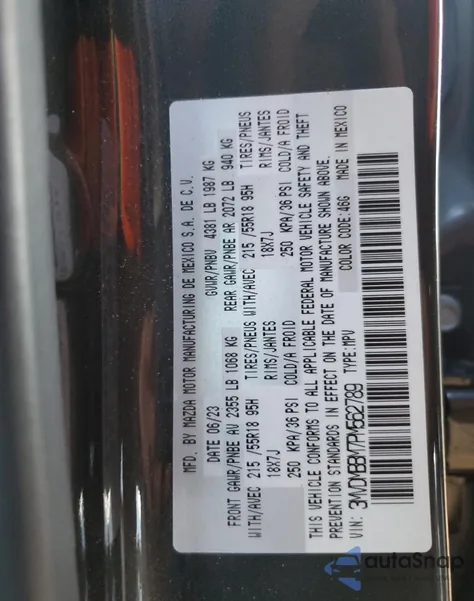 MFD. BY MAZDA MOTOR MANUFACTURING DE MEXICO S.A. DE C.V.
DATE 06/23 GVWR/PNBV 4381 LB 1987 KG
FRONT GAWR/PNBE AV 2355 LB 1068 KG REAR GAWR/PNBE AR 2072 LB 940 KG
WITH/AVEC 215 /55R18 95H TIRES/PNEUS WITH/AVEC 215 /55R18 95H TIRES/PNEUS
18X7J RIMS/JANTES 18X7J RIMS/JANTES
250 KPA/36 PSI COLD/A FROID 250 KPA/36 PSI COLD/A FROID
THIS VEHICLE CONFORMS TO ALL APPLICABLE FEDERAL MOTOR VEHICLE SAFETY AND THEFT
PREVENTION STANDARDS IN EFFECT ON THE DATE OF MANUFACTURE SHOWN ABOVE.
VIN: 3MVDMBBM7PM562789 TYPE:MPV COLOR CODE:46G MADE IN MEXICO
autoSnap